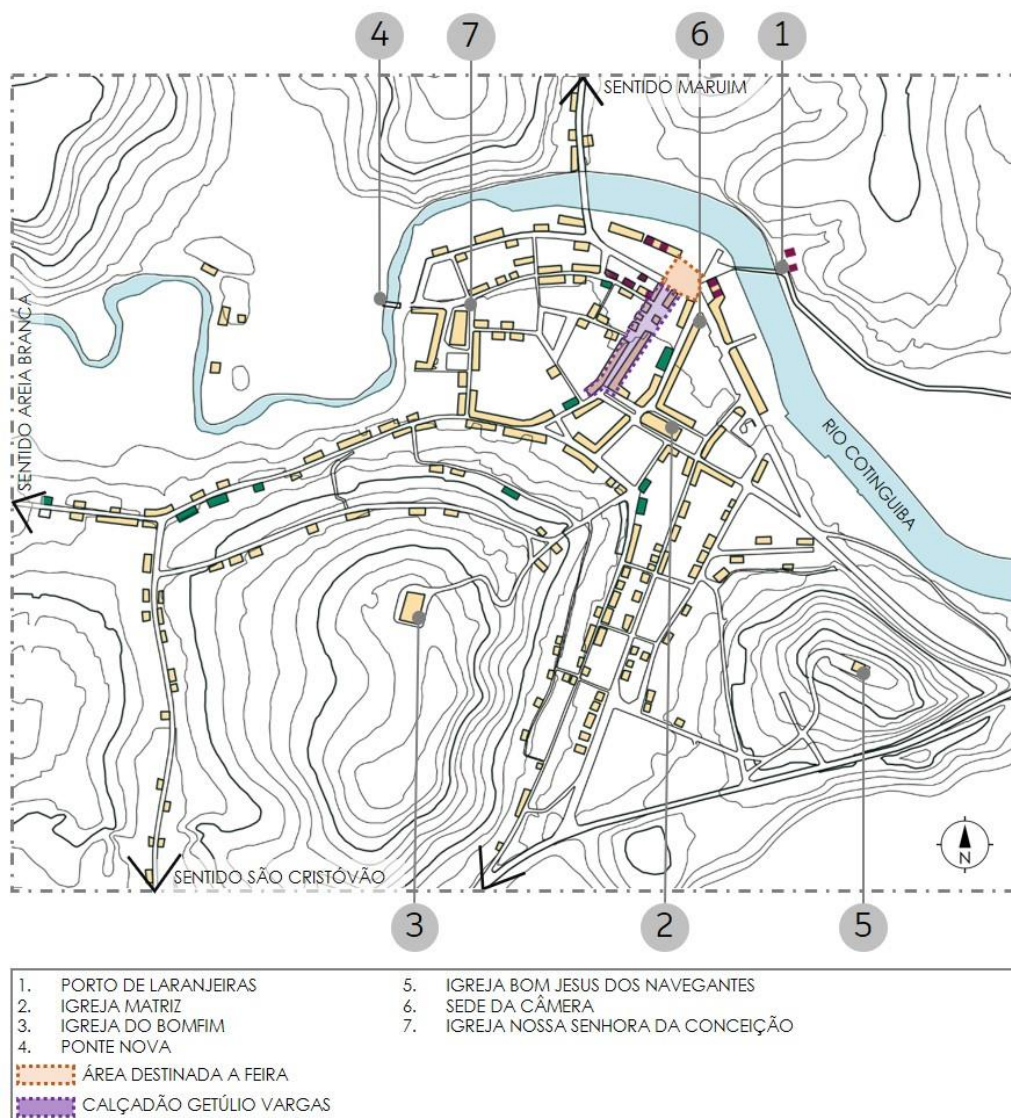 4 7 6 1
SENTIDO MARUIM
SENTIDO AREIA BRANCA
RIO COTINGUIBA
SENTIDO SÃO CRISTÓVÃO
N
3 2 5
1. PORTO DE LARANJEIRAS
2. IGREJA MATRIZ
3. IGREJA DO BOMFIM
4. PONTE NOVA
5. IGREJA BOM JESUS DOS NAVEGANTES
6. SEDE DA CÂMERA
7. IGREJA NOSSA SENHORA DA CONCEIÇÃO
ÁREA DESTINADA A FEIRA
CALÇADÃO GETÚLIO VARGAS